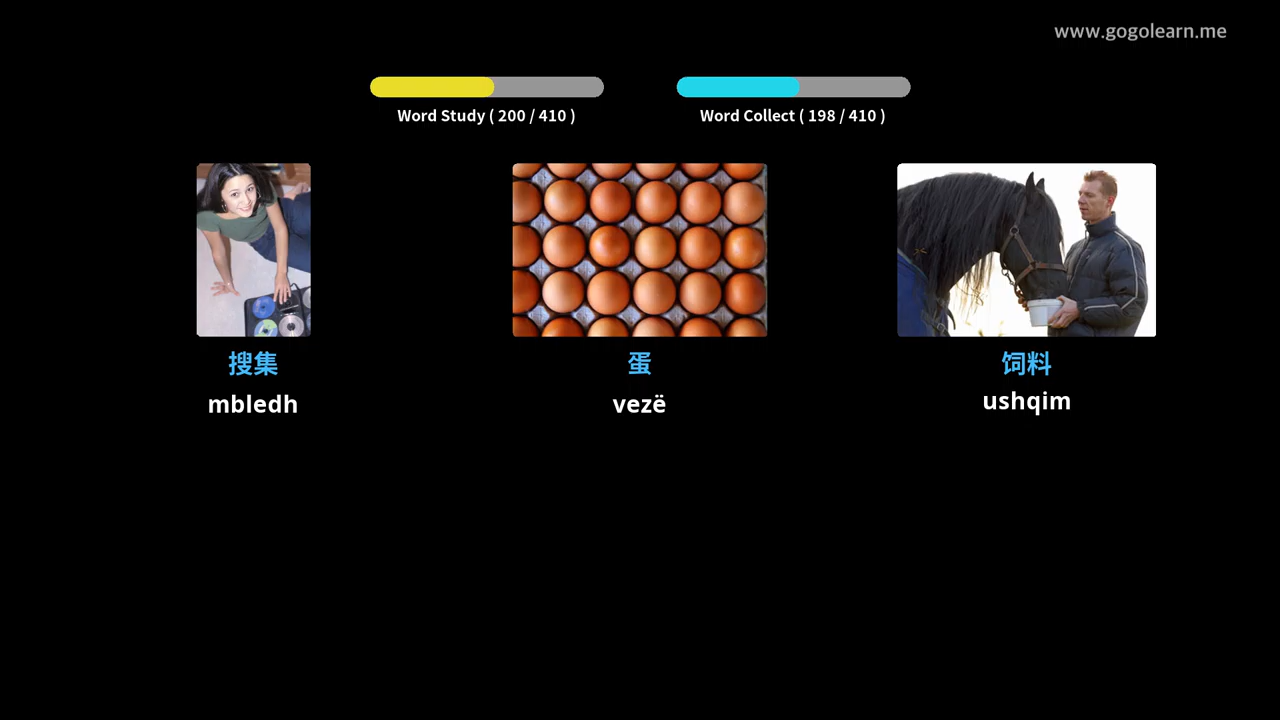 www.gogolearn.me
Word Study ( 200 / 410 )
Word Collect ( 198 / 410 )
搜集
蛋
饲料
mbledh
vezë
ushqim